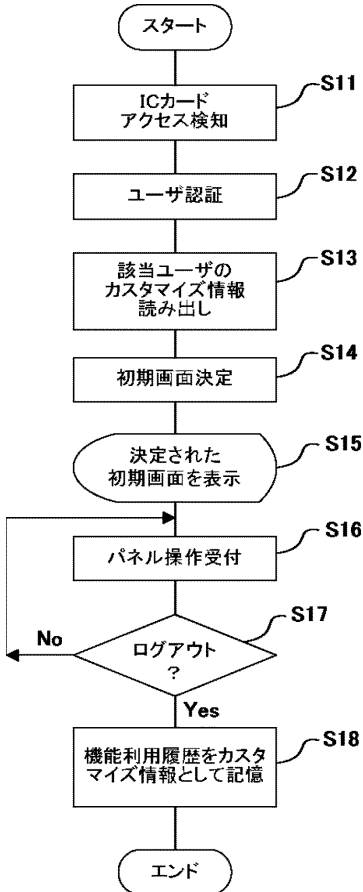 スタート
S11
ICカード
アクセス検知
S12
ユーザ認証
S13
該当ユーザの
カスタマイズ情報
読み出し
S14
初期画面決定
S15
決定された
初期画面を表示
S16
パネル操作受付
S17
No
ログアウト
?
Yes
S18
機能利用履歴をカスタ
マイズ情報として記憶
エンド